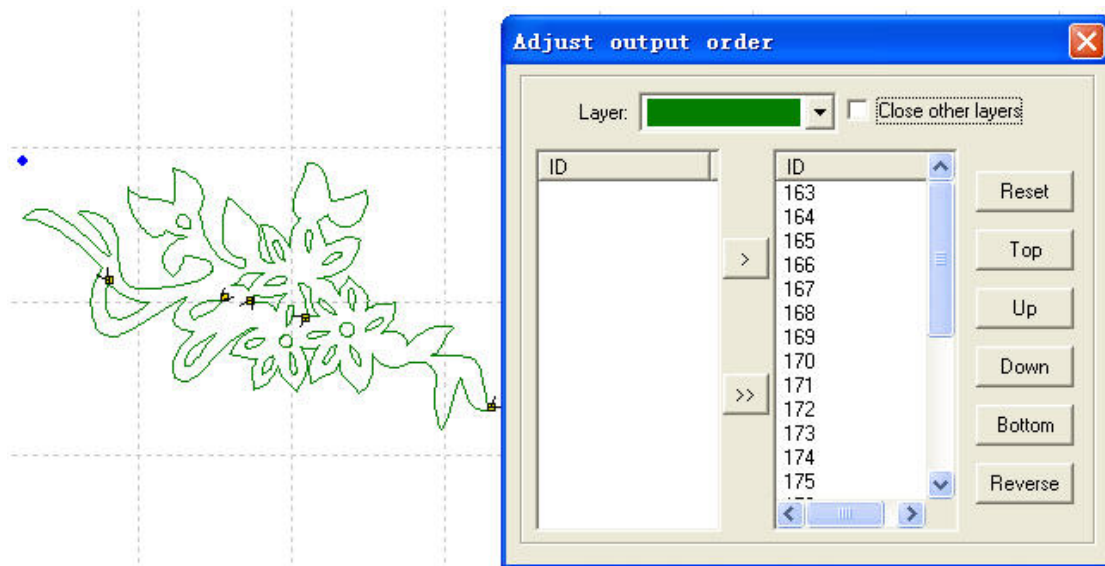 Adjust output order
Layer:
Close other layers
ID
ID
163
164
165
166
167
168
169
170
171
172
173
174
175
>
>>
Reset
Top
Up
Down
Bottom
Reverse